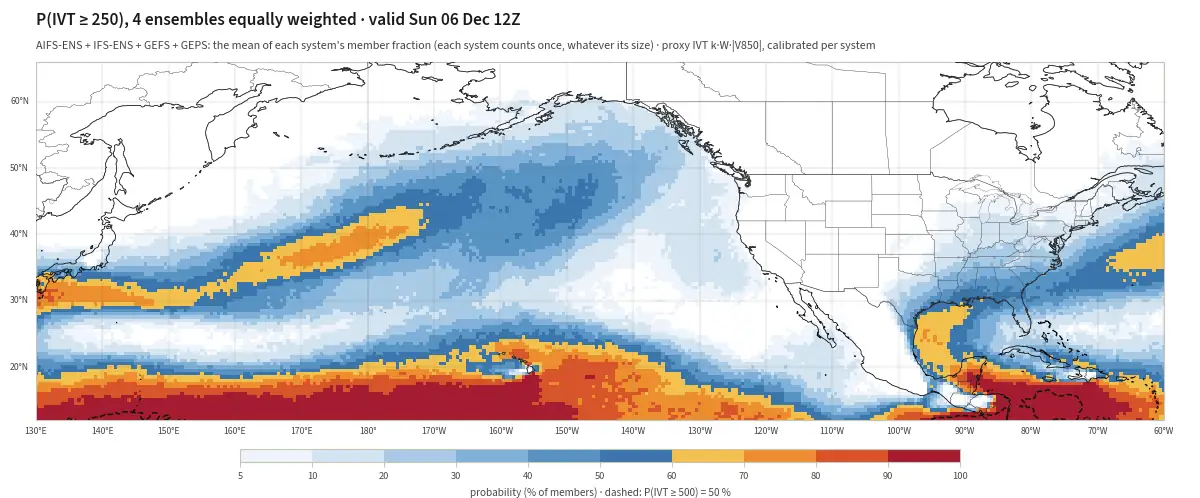 P(IVT ≥ 250), 4 ensembles equally weighted · valid Sun 06 Dec 12Z
AIFS-ENS + IFS-ENS + GEFS + GEPS: the mean of each system's member fraction (each system counts once, whatever its size) · proxy IVT k·W·|V850|, calibrated per system
60°N
50°N
40°N
30°N
20°N
130°E 140°E 150°E 160°E 170°E 180° 170°W 160°W 150°W 140°W 130°W 120°W 110°W 100°W 90°W 80°W 70°W 60°W
5 10 20 30 40 50 60 70 80 90 100
probability (% of members) · dashed: P(IVT ≥ 500) = 50 %